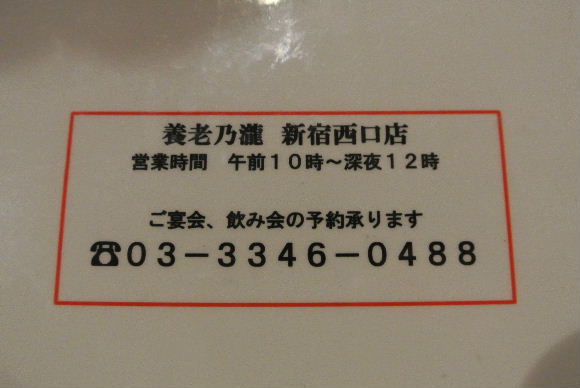 養老乃瀧 新宿西口店
営業時間 午前10時~深夜12時
ご宴会、飲み会の予約承ります
☎03-3346-0488